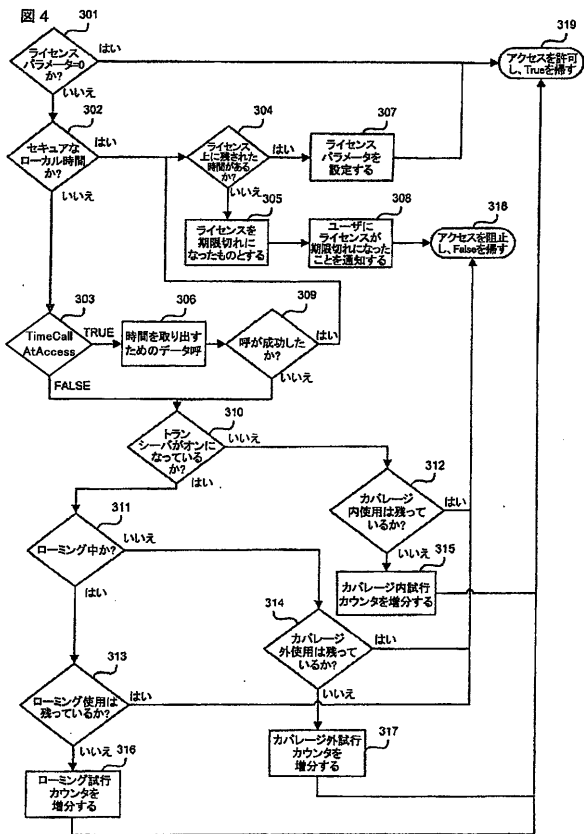 図4
301
ライセンス
パラメータ=0
か?
はい
いいえ
319
アクセスを許可
し、Trueを帰す
302
セキュアな
ローカル時間
か?
はい
いいえ
304
ライセンス
上に残された
時間がある
か?
はい
いいえ
307
ライセンス
パラメータを
設定する
305
ライセンスを
期限切れに
なったものとする
308
ユーザに
ライセンスが
期限切れになった
ことを通知する
318
アクセスを阻止
し、Falseを帰す
303
TimeCall
AtAccess
TRUE
FALSE
306
時間を取り出す
ためのデータ呼
309
呼が成功した
か?
はい
いいえ
310
トラン
シーバがオンに
なっている
か?
いいえ
はい
312
カバレージ
内使用は残って
いるか?
はい
いいえ
311
ローミング中か?
いいえ
はい
315
カバレージ内試行
カウンタを増分する
314
カバレージ
外使用は残って
いるか?
はい
いいえ
313
ローミング使用は
残っているか?
はい
いいえ
316
ローミング試行
カウンタを
増分する
317
カバレージ外試行
カウンタを
増分する